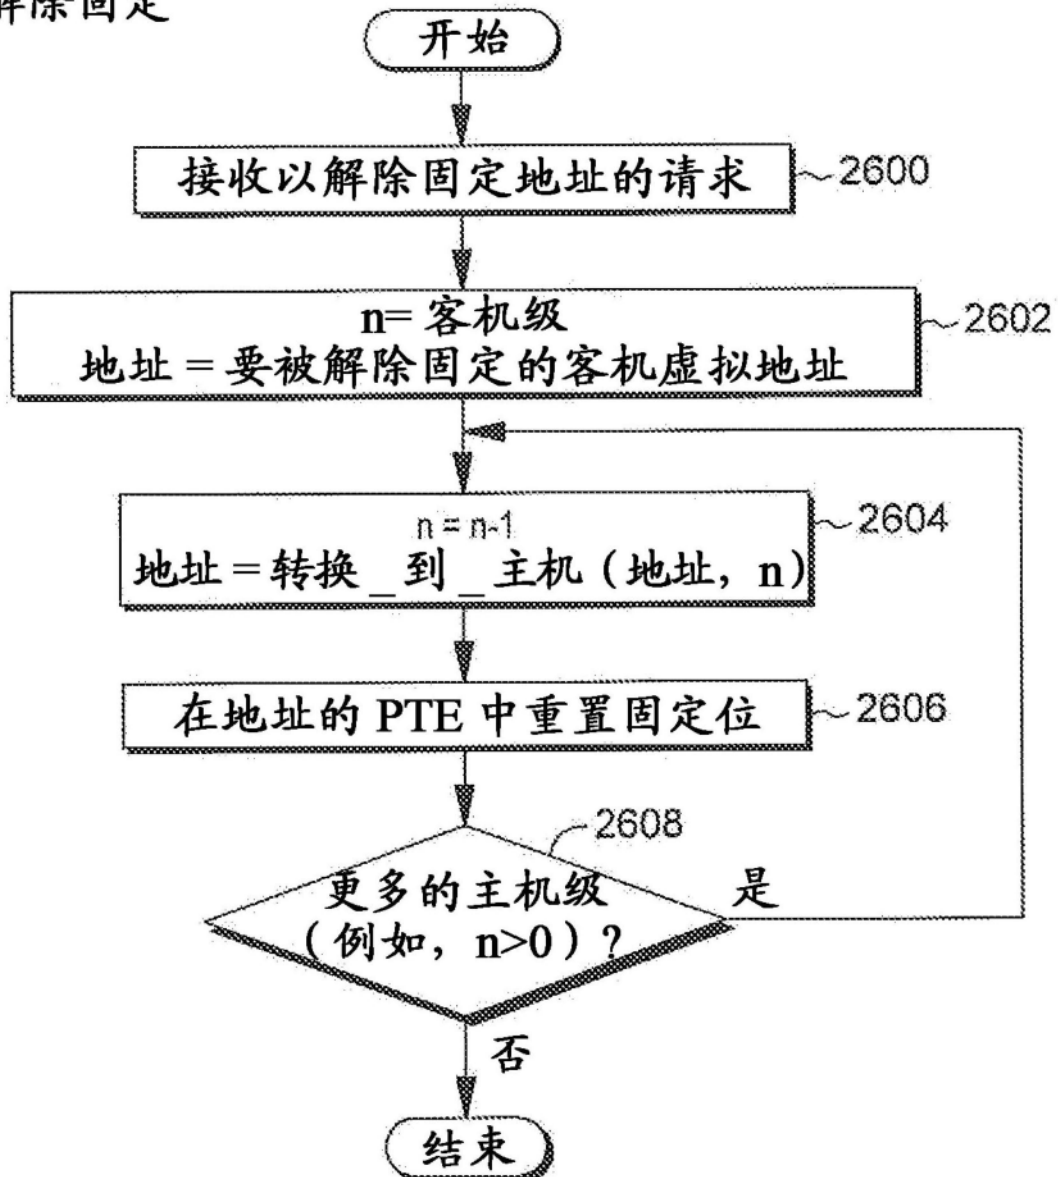 解除固定
开始
接收以解除固定地址的请求
2600
n= 客机级
地址 = 要被解除固定的客机虚拟地址
2602
n = n-1
地址 = 转换 _ 到 _ 主机 ( 地址, n )
2604
在地址的 PTE 中重置固定位
2606
2608
更多的主机级
( 例如, n>0 ) ?
是
否
结束